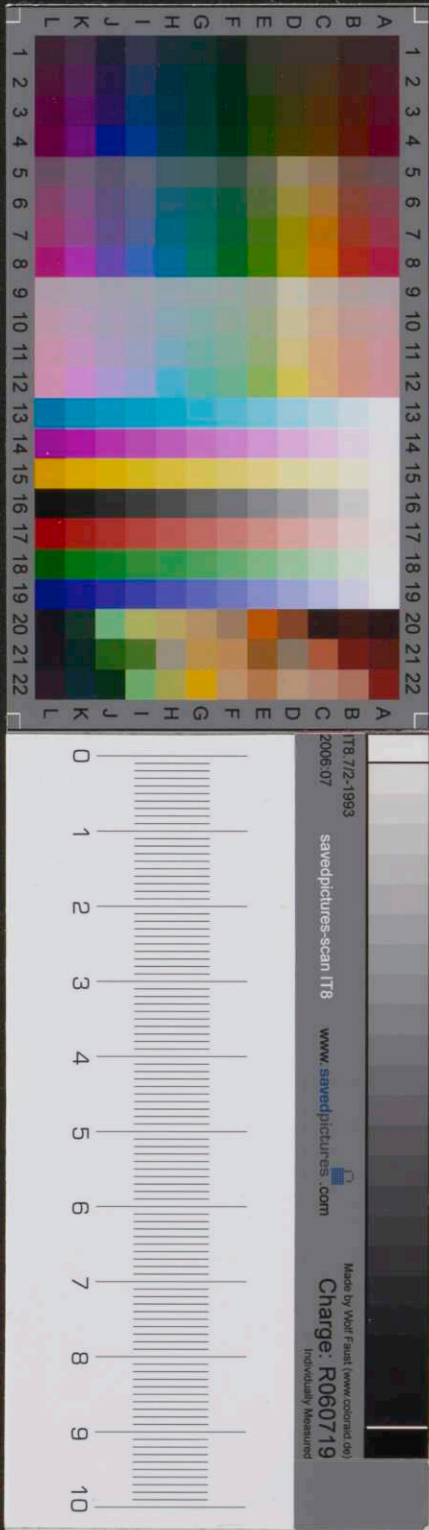 L K J I H G F E D C B A
1 1
2 2
3 3
4 4
5 5
6 6
7 7
8 8
9 9
10 10
11 11
12 12
13 13
14 14
15 15
16 16
17 17
18 18
19 19
20 20
21 21
22 22
L K J I H G F E D C B A
IT8.7/2-1993
2006:07
savedpictures-scan IT8
www.savedpictures.com
Made by Wolf Faust (www.coloraid.de)
Charge: R060719
Individually Measured
0 1 2 3 4 5 6 7 8 9 10